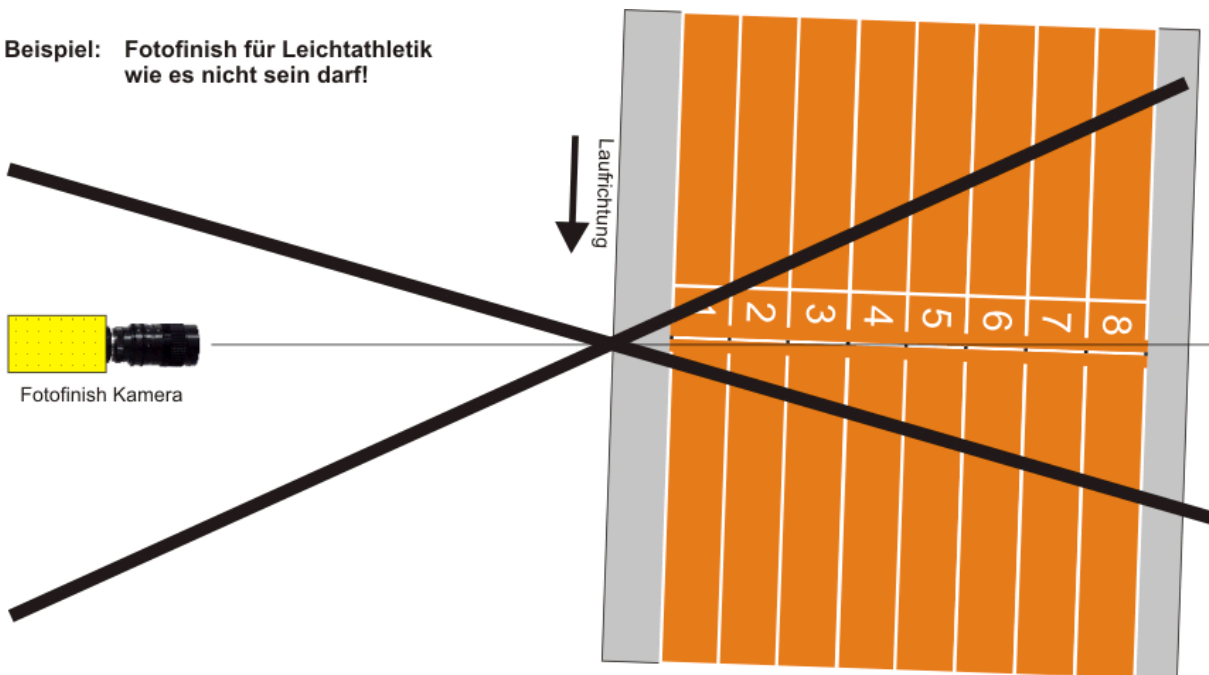 Beispiel: Fotofinish für Leichtathletik
wie es nicht sein darf!
Laufrichtung
1 2 3 4 5 6 7 8
Fotofinish Kamera